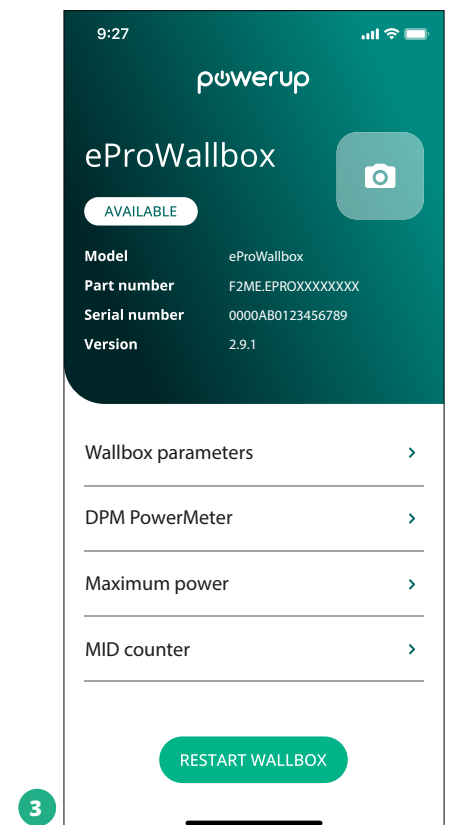 9:27
powerup
eProWallbox
AVAILABLE
Model eProWallbox
Part number F2ME.EPROXXXXXXXX
Serial number 0000AB0123456789
Version 2.9.1
Wallbox parameters
DPM PowerMeter
Maximum power
MID counter
RESTART WALLBOX
3